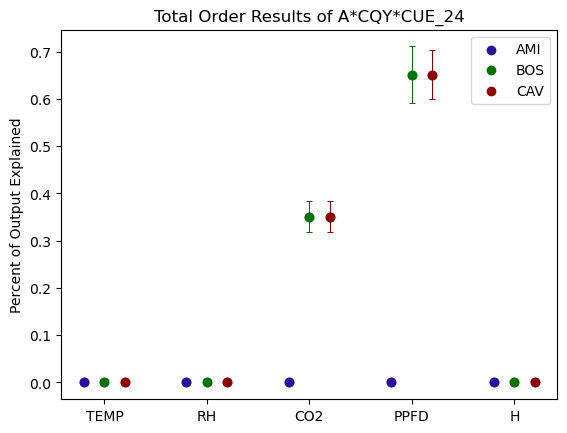 Total Order Results of A*CQY*CUE_24
Percent of Output Explained
0.7
0.6
0.5
0.4
0.3
0.2
0.1
0.0
TEMP RH CO2 PPFD H
AMI
BOS
CAV